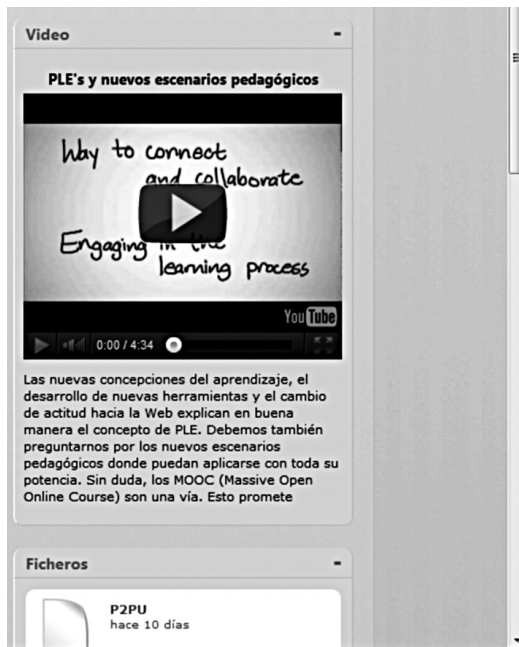 Video -
PLE's y nuevos escenarios pedagógicos
Way to connect
and collaborate
Engaging in the
learning process
YouTube
0:00 / 4:34
Las nuevas concepciones del aprendizaje, el
desarrollo de nuevas herramientas y el cambio
de actitud hacia la Web explican en buena
manera el concepto de PLE. Debemos también
preguntarnos por los nuevos escenarios
pedagógicos donde puedan aplicarse con toda su
potencia. Sin duda, los MOOC (Massive Open
Online Course) son una vía. Esto promete
Ficheros -
P2PU
hace 10 días